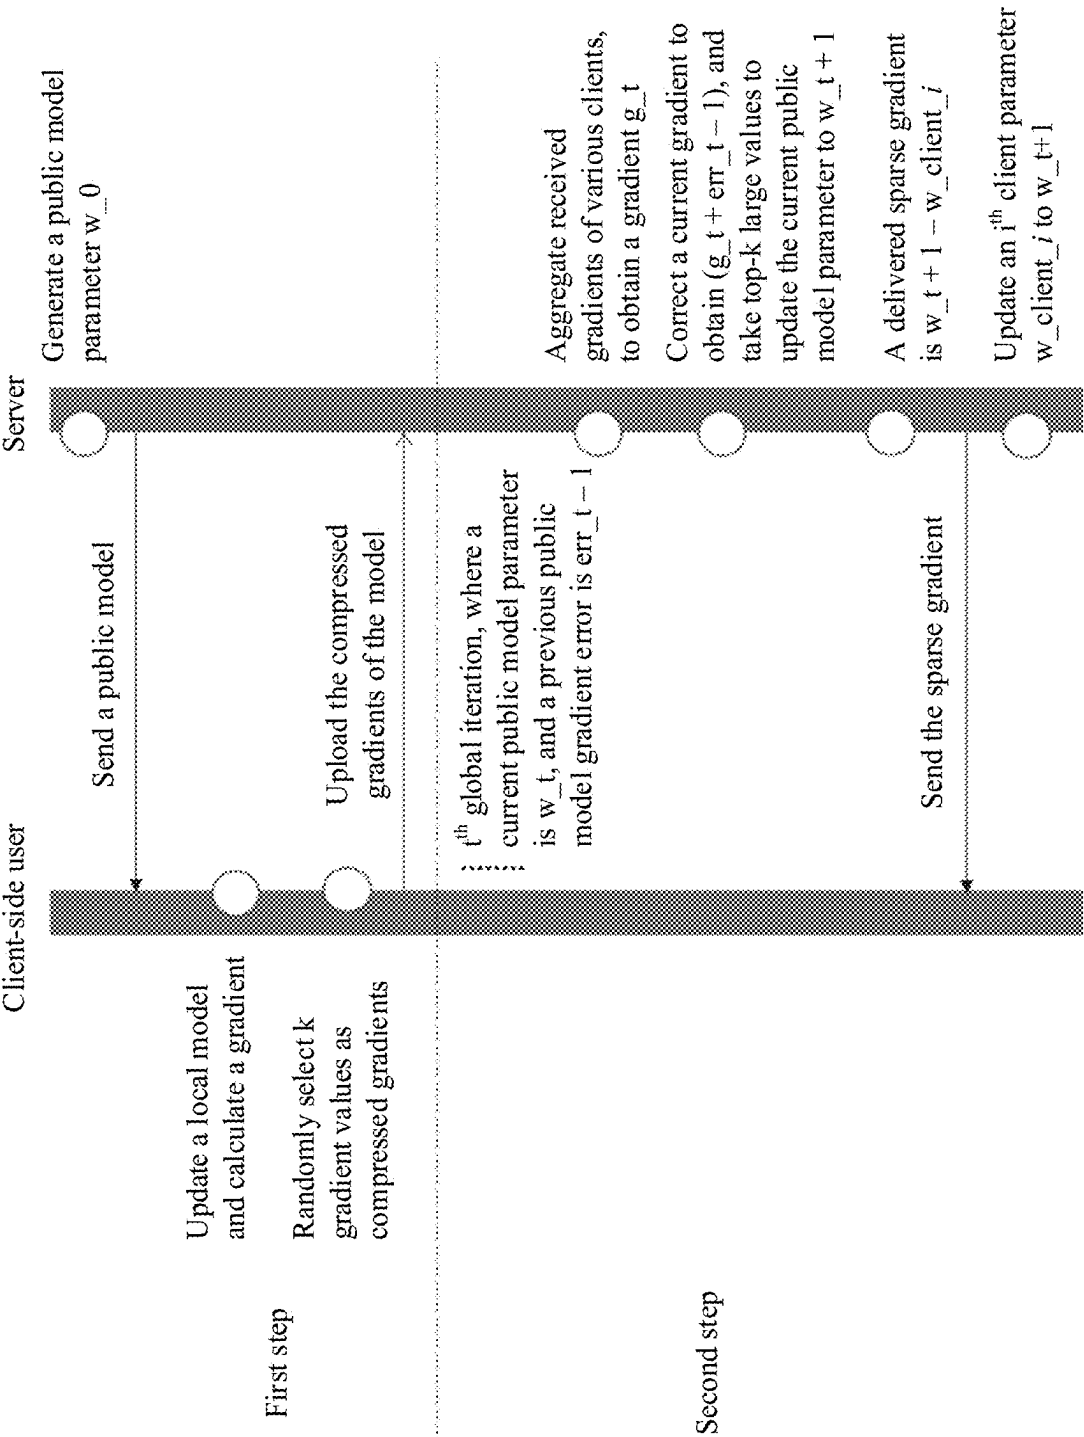 Client-side user
Server
Generate a public model
parameter w_0
Send a public model
Update a local model
and calculate a gradient
First step
Randomly select k
gradient values as
compressed gradients
Upload the compressed
gradients of the model
t^th global iteration, where a
current public model parameter
is w_t, and a previous public
model gradient error is err_t − 1
Aggregate received
gradients of various clients,
to obtain a gradient g_t
Second step
Correct a current gradient to
obtain (g_t + err_t − 1), and
take top-k large values to
update the current public
model parameter to w_t + 1
A delivered sparse gradient
is w_t + 1 − w_client_i
Send the sparse gradient
Update an i^th client parameter
w_client_i to w_t+1